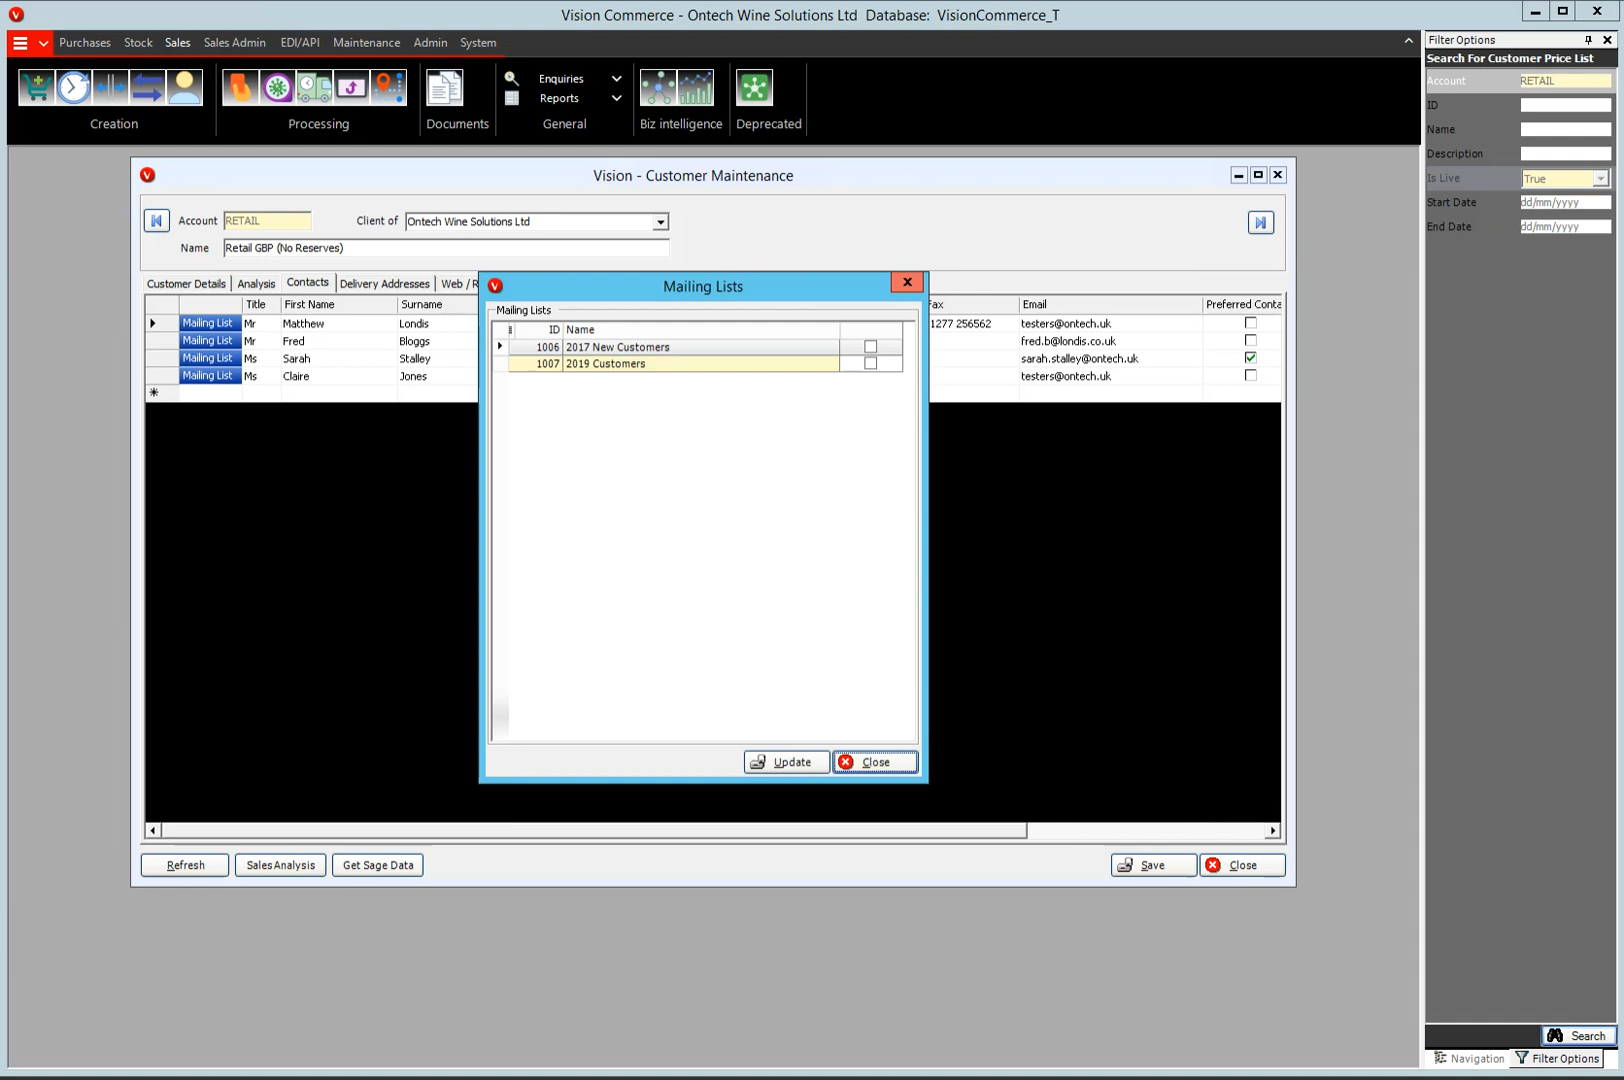 Vision Commerce - Ontech Wine Solutions Ltd  Database:  VisionCommerce_T
Purchases Stock Sales Sales Admin EDI/API Maintenance Admin System
Enquiries
Reports
Creation Processing Documents General Biz intelligence Deprecated
Filter Options
Search For Customer Price List
Account RETAIL
ID
Name
Description
Is Live True
Start Date dd/mm/yyyy
End Date dd/mm/yyyy
Vision - Customer Maintenance
Account RETAIL Client of Ontech Wine Solutions Ltd
Name Retail GBP (No Reserves)
Customer Details Analysis Contacts Delivery Addresses Web / R
Title First Name Surname Fax Email Preferred Conta
Mailing List Mr Matthew Londis 1277 256562 testers@ontech.uk
Mailing List Mr Fred Bloggs fred.b@londis.co.uk
Mailing List Ms Sarah Stalley sarah.stalley@ontech.uk
Mailing List Ms Claire Jones testers@ontech.uk
Mailing Lists
Mailing Lists
ID Name
1006 2017 New Customers
1007 2019 Customers
Update Close
Refresh Sales Analysis Get Sage Data Save Close
Search
Navigation Filter Options